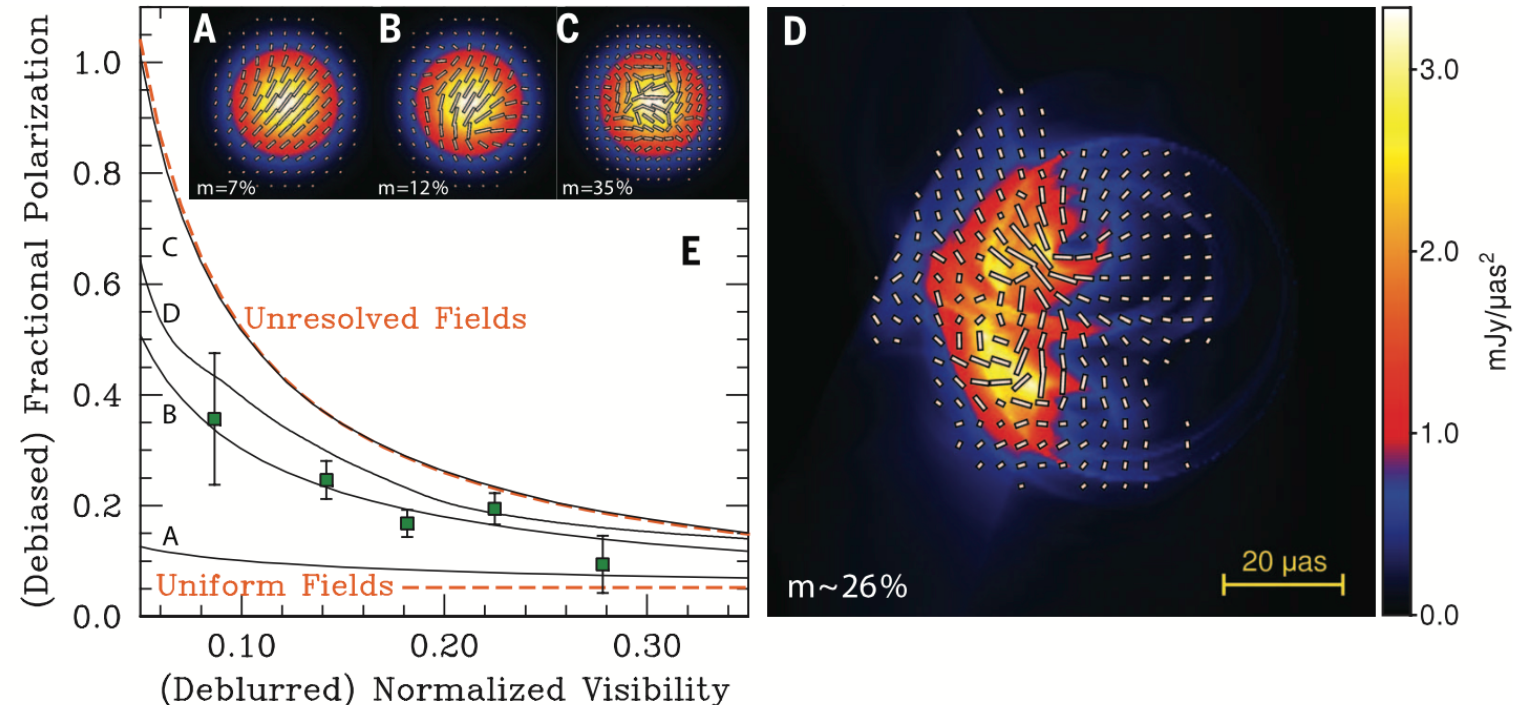 A
B
C
m=7%
m=12%
m=35%
(Debiased) Fractional Polarization
1.0
0.8
0.6
0.4
0.2
0.0
C
D
B
A
E
Unresolved Fields
Uniform Fields
0.10
0.20
0.30
(Deblurred) Normalized Visibility
D
m~26%
20 μas
3.0
2.0
1.0
0.0
mJy/μas²